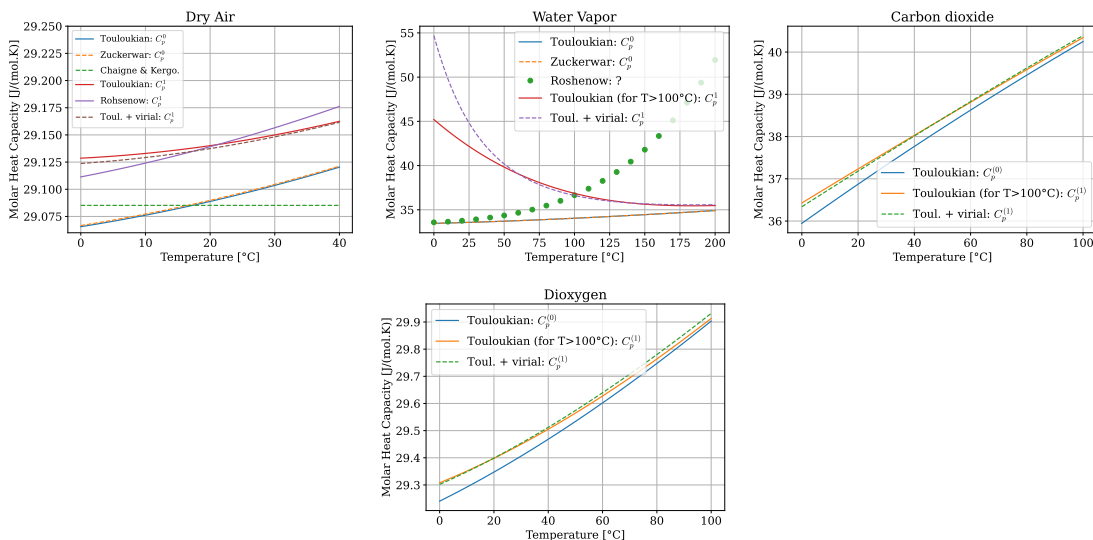 Dry Air
Molar Heat Capacity [J/(mol.K)]
29.250
29.225
29.200
29.175
29.150
29.125
29.100
29.075
Touloukian: C_p^0
Zuckerwar: C_p^0
Chaigne & Kergo.
Touloukian: C_p^1
Rohsenow: C_p^1
Toul. + virial: C_p^1
0 10 20 30 40
Temperature [°C]
Water Vapor
Molar Heat Capacity [J/(mol.K)]
55
50
45
40
35
Touloukian: C_p^0
Zuckerwar: C_p^0
Roshenow: ?
Touloukian (for T>100°C): C_p^1
Toul. + virial: C_p^1
0 25 50 75 100 125 150 175 200
Temperature [°C]
Carbon dioxide
Molar Heat Capacity [J/(mol.K)]
40
39
38
37
36
Touloukian: C_p^(0)
Touloukian (for T>100°C): C_p^(1)
Toul. + virial: C_p^(1)
0 20 40 60 80 100
Temperature [°C]
Dioxygen
Molar Heat Capacity [J/(mol.K)]
29.9
29.8
29.7
29.6
29.5
29.4
29.3
Touloukian: C_p^(0)
Touloukian (for T>100°C): C_p^(1)
Toul. + virial: C_p^(1)
0 20 40 60 80 100
Temperature [°C]